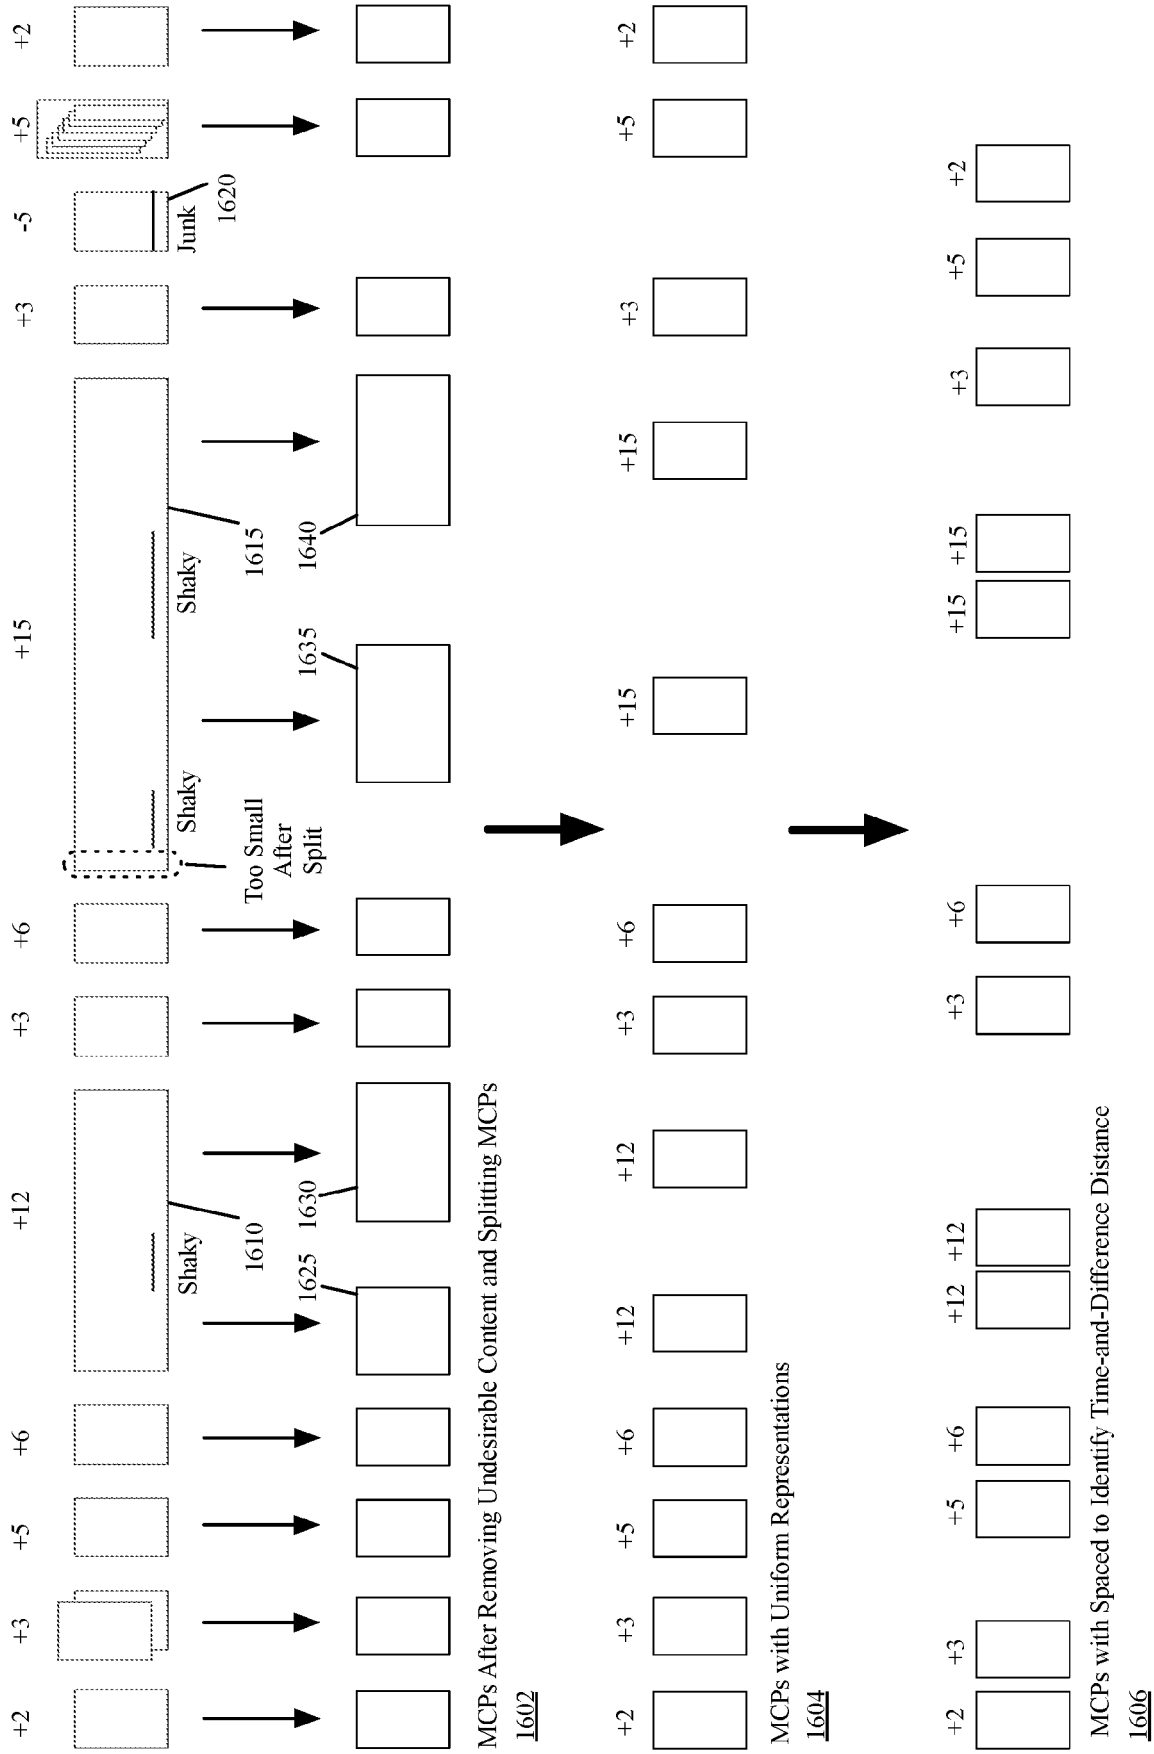 +2 +3 +5 +6 +12 +3 +6 +15 +3 -5 +5 +2
Shaky
Shaky
Shaky
Junk
1610
1615
1620
Too Small
After
Split
1625
1630
1635
1640
MCPs After Removing Undesirable Content and Splitting MCPs
1602
+2 +3 +5 +6 +12 +12 +3 +6 +15 +15 +3 +5 +2
MCPs with Uniform Representations
1604
+2 +3 +5 +6 +12 +12 +3 +6 +15 +15 +3 +5 +2
MCPs with Spaced to Identify Time-and-Difference Distance
1606